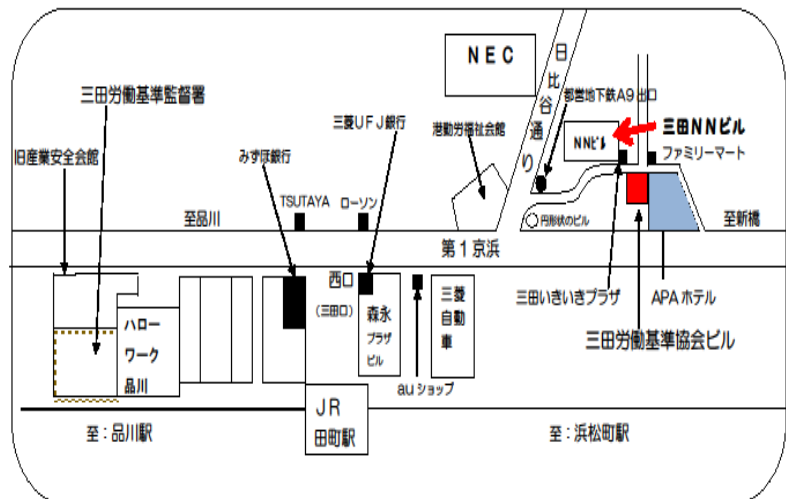 NEC
日比谷通り
都営地下鉄A9出口
三田労働基準監督署
三菱UFJ銀行
港勤労福祉会館
NNビル
三田NNビル
ファミリーマート
旧産業安全会館
みずほ銀行
TSUTAYA
ローソン
至品川
円形状のビル
至新橋
第1京浜
西口
(三田口)
森永
プラザ
ビル
三菱
自動
車
三田いきいきプラザ
APAホテル
ハロー
ワーク
品川
三田労働基準協会ビル
auショップ
JR
田町駅
至:品川駅
至:浜松町駅